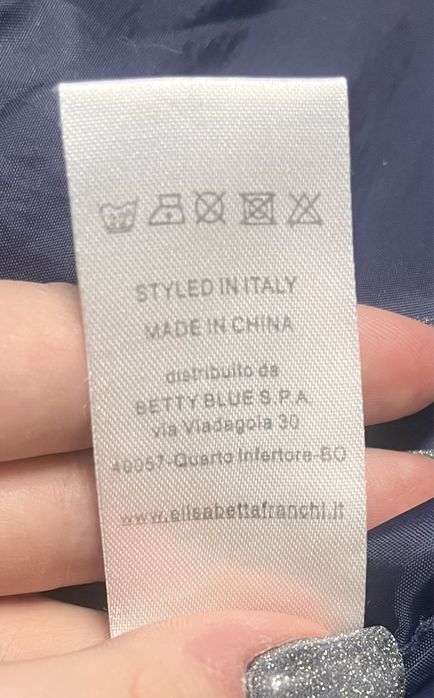 STYLED IN ITALY
MADE IN CHINA
distribuito da
BETTY BLUE S.P.A.
via Viadagola 30
40057-Quarto Inferiore-BO
www.elisabettafranchi.it